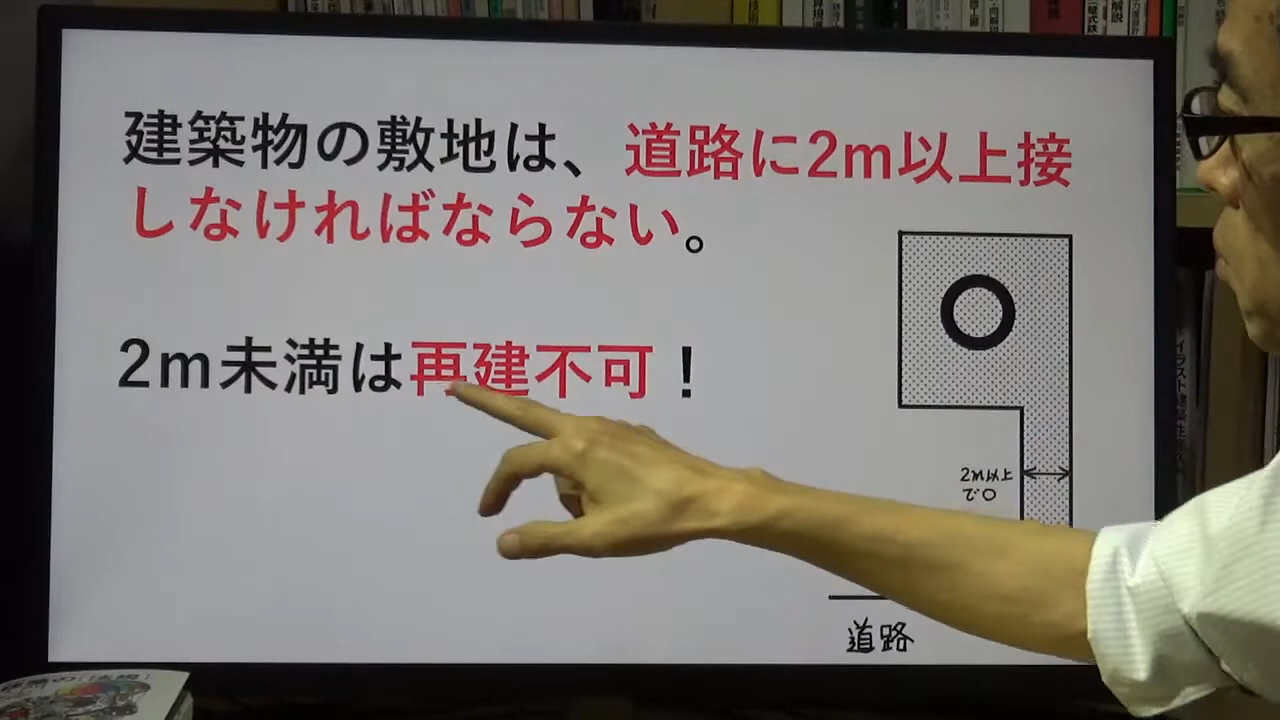 建築物の敷地は、道路に2m以上接
しなければならない。
2m未満は再建不可！
2m以上
で○
道路